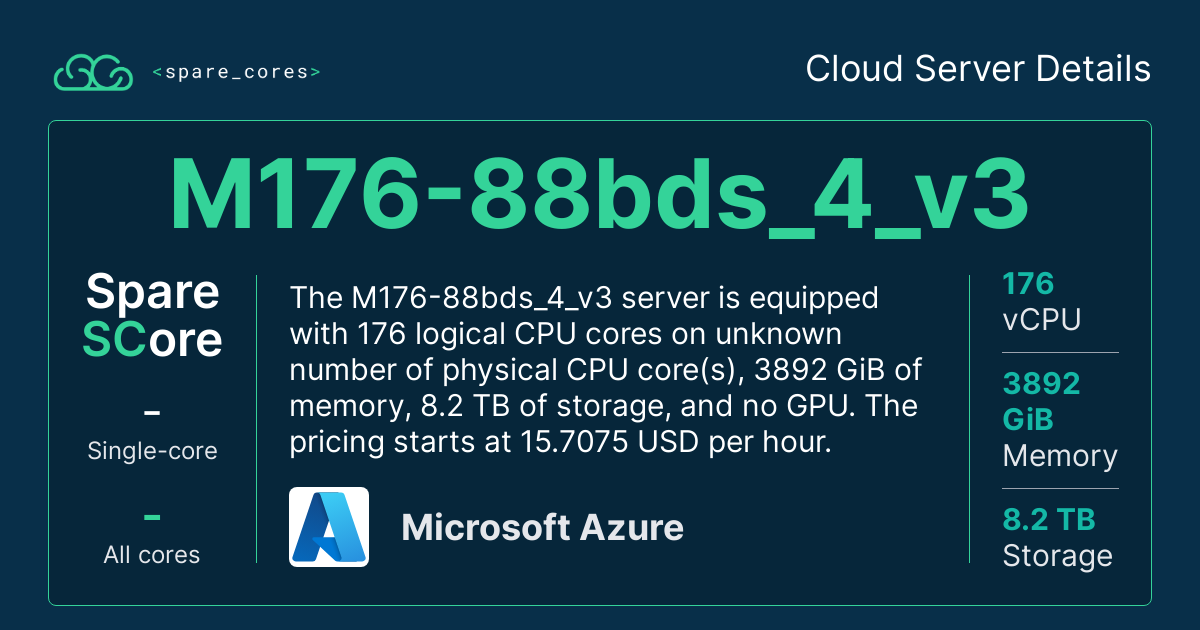 <spare_cores>
Cloud Server Details
M176-88bds_4_v3
Spare
SCore
-
Single-core
-
All cores
The M176-88bds_4_v3 server is equipped
with 176 logical CPU cores on unknown
number of physical CPU core(s), 3892 GiB of
memory, 8.2 TB of storage, and no GPU. The
pricing starts at 15.7075 USD per hour.
Microsoft Azure
176
vCPU
3892
GiB
Memory
8.2 TB
Storage